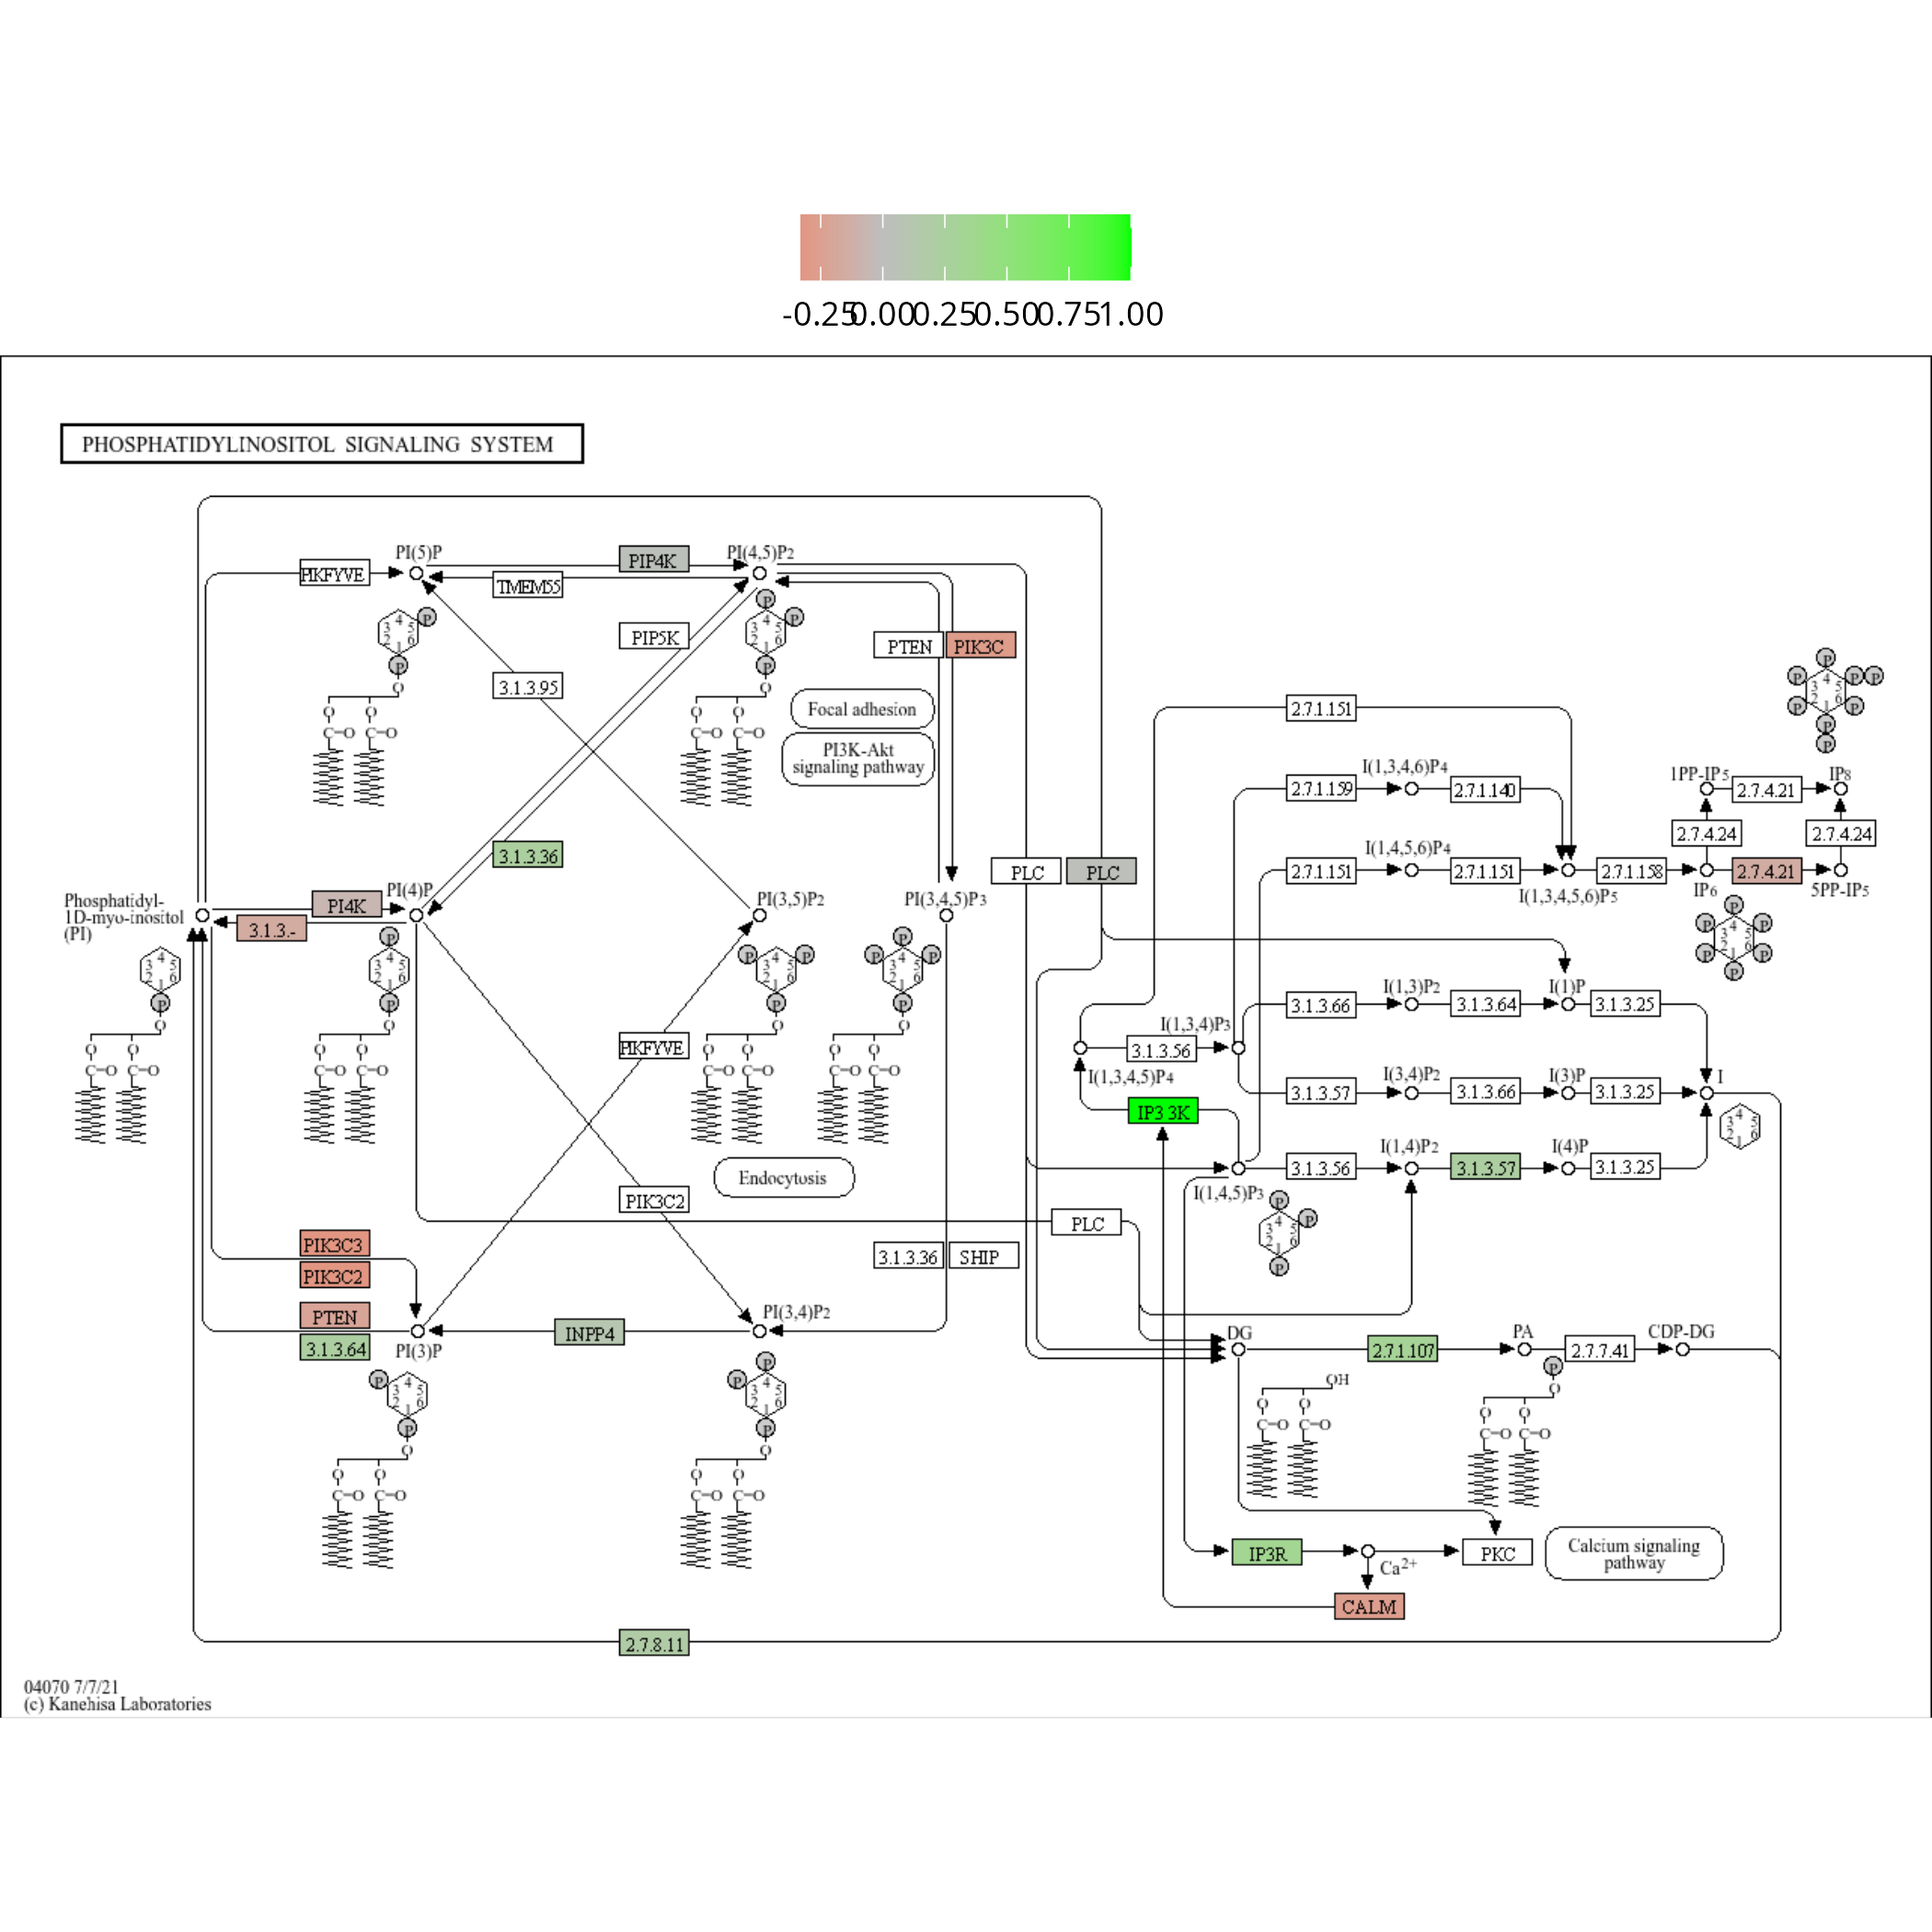 -0.25 0.00 0.25 0.50 0.75 1.00
PHOSPHATIDYLINOSITOL SIGNALING SYSTEM
PI(5)P
PI(4,5)P2
PIKFYVE
PIP4K
TMEM55
PIP5K
PTEN
PIK3C
3.1.3.95
Focal adhesion
PI3K-Akt
signaling pathway
2.7.1.151
I(1,3,4,6)P4
2.7.1.159
2.7.1.140
1PP-IP5
2.7.4.21
IP8
2.7.4.24
2.7.4.24
3.1.3.36
I(1,4,5,6)P4
PLC
PLC
2.7.1.151
2.7.1.151
2.7.1.158
2.7.4.21
I(1,3,4,5,6)P5
IP6
5PP-IP5
Phosphatidyl-
1D-myo-inositol
(PI)
PI4K
PI(4)P
3.1.3.-
PI(3,5)P2
PI(3,4,5)P3
I(1,3)P2
I(1)P
3.1.3.66
3.1.3.64
3.1.3.25
I(1,3,4)P3
3.1.3.56
PIKFYVE
I(1,3,4,5)P4
I(3,4)P2
I(3)P
I
3.1.3.57
3.1.3.66
3.1.3.25
IP3 3K
I(1,4)P2
I(4)P
3.1.3.56
3.1.3.57
3.1.3.25
I(1,4,5)P3
Endocytosis
PIK3C2
PLC
PIK3C3
PIK3C2
3.1.3.36
SHIP
PTEN
3.1.3.64
PI(3)P
INPP4
PI(3,4)P2
DG
2.7.1.107
PA
2.7.7.41
CDP-DG
OH
IP3R
Ca2+
PKC
Calcium signaling
pathway
CALM
2.7.8.11
04070 7/7/21
(c) Kanehisa Laboratories